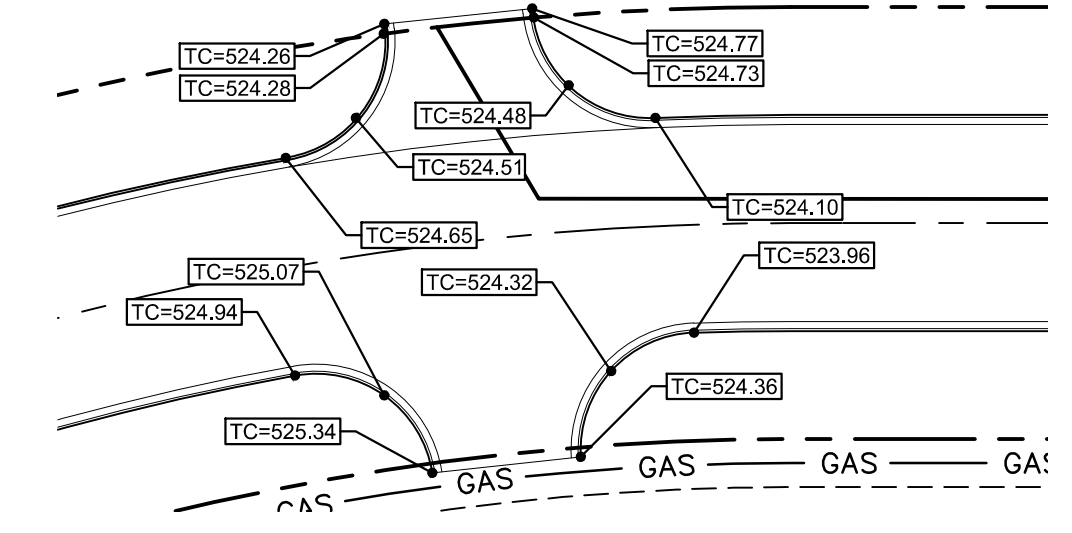 TC=524.77
TC=524.26
TC=524.73
TC=524.28
TC=524.48
TC=524.51
TC=524.10
TC=524.65
TC=523.96
TC=525.07
TC=524.32
TC=524.94
TC=524.36
TC=525.34
GAS
GAS
GAS
GAS
GAS